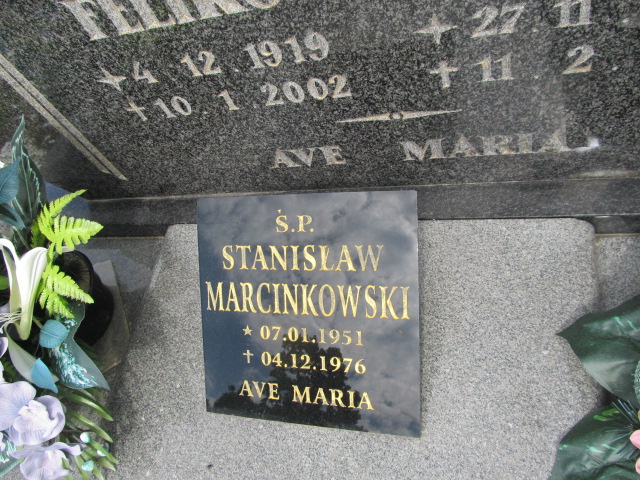 4. 12. 1919
10. 1. 2002
27. 11.
11. 2
AVE MARIA
Ś.P.
STANISŁAW
MARCINKOWSKI
★ 07.01.1951
✝ 04.12.1976
AVE MARIA